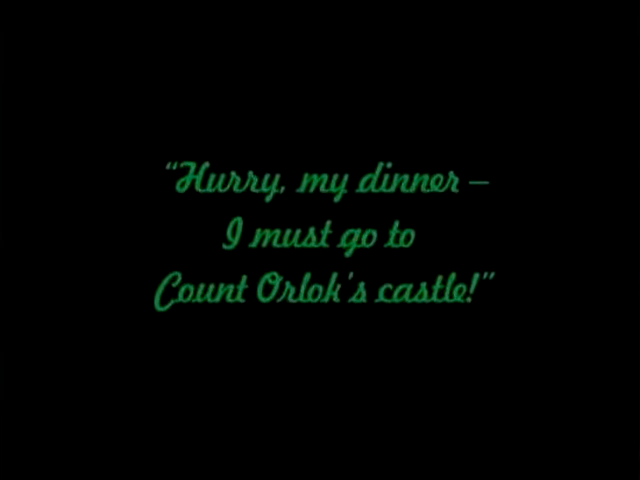 “Hurry, my dinner –
I must go to
Count Orlok's castle!”